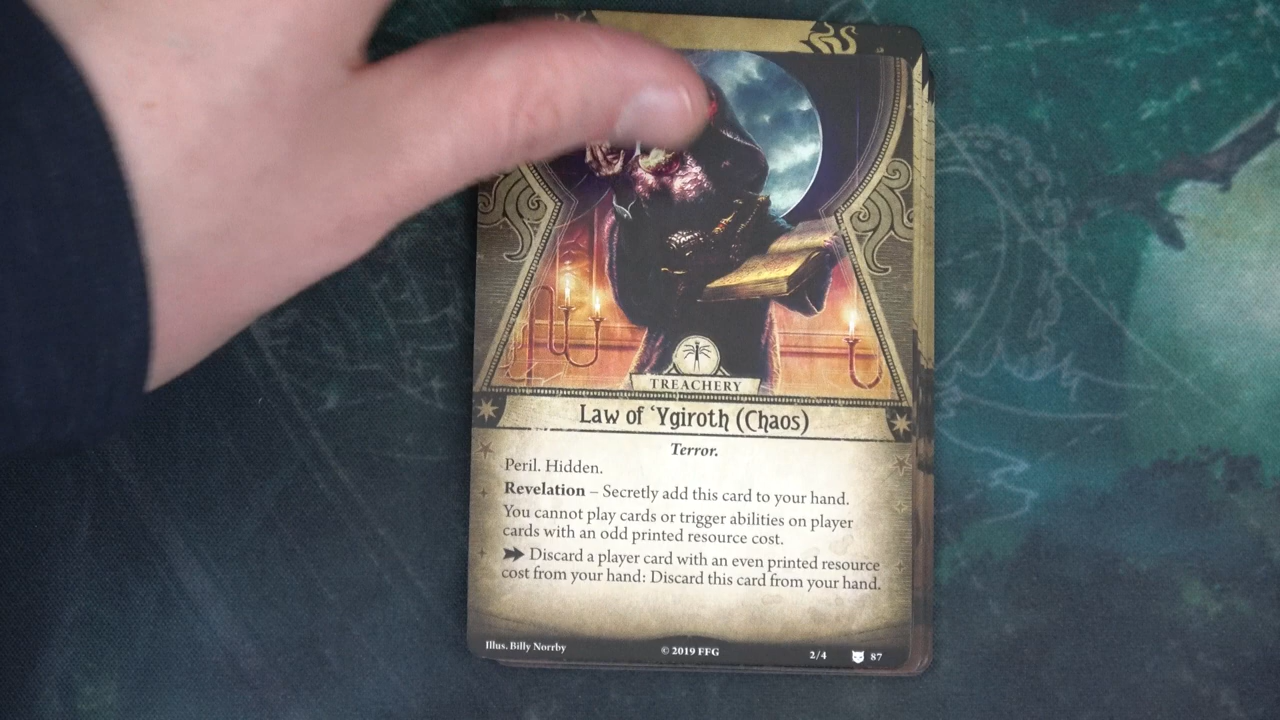 TREACHERY
Law of ‘Ygiroth (Chaos)
Terror.
Peril. Hidden.
Revelation – Secretly add this card to your hand.
You cannot play cards or trigger abilities on player
cards with an odd printed resource cost.
Discard a player card with an even printed resource
cost from your hand: Discard this card from your hand.
Illus. Billy Norrby
© 2019 FFG
2/4
87